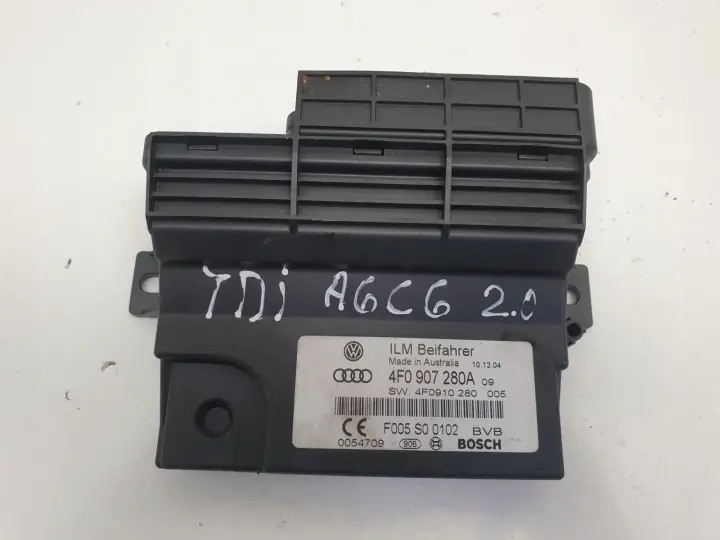 TDi A6C6 2.0
ILM Beifahrer
Made in Australia 10.12.04
4F0 907 280A 09
SW: 4F0910 280 005
CE F005 S0 0102 BVB
0054709 906 BOSCH